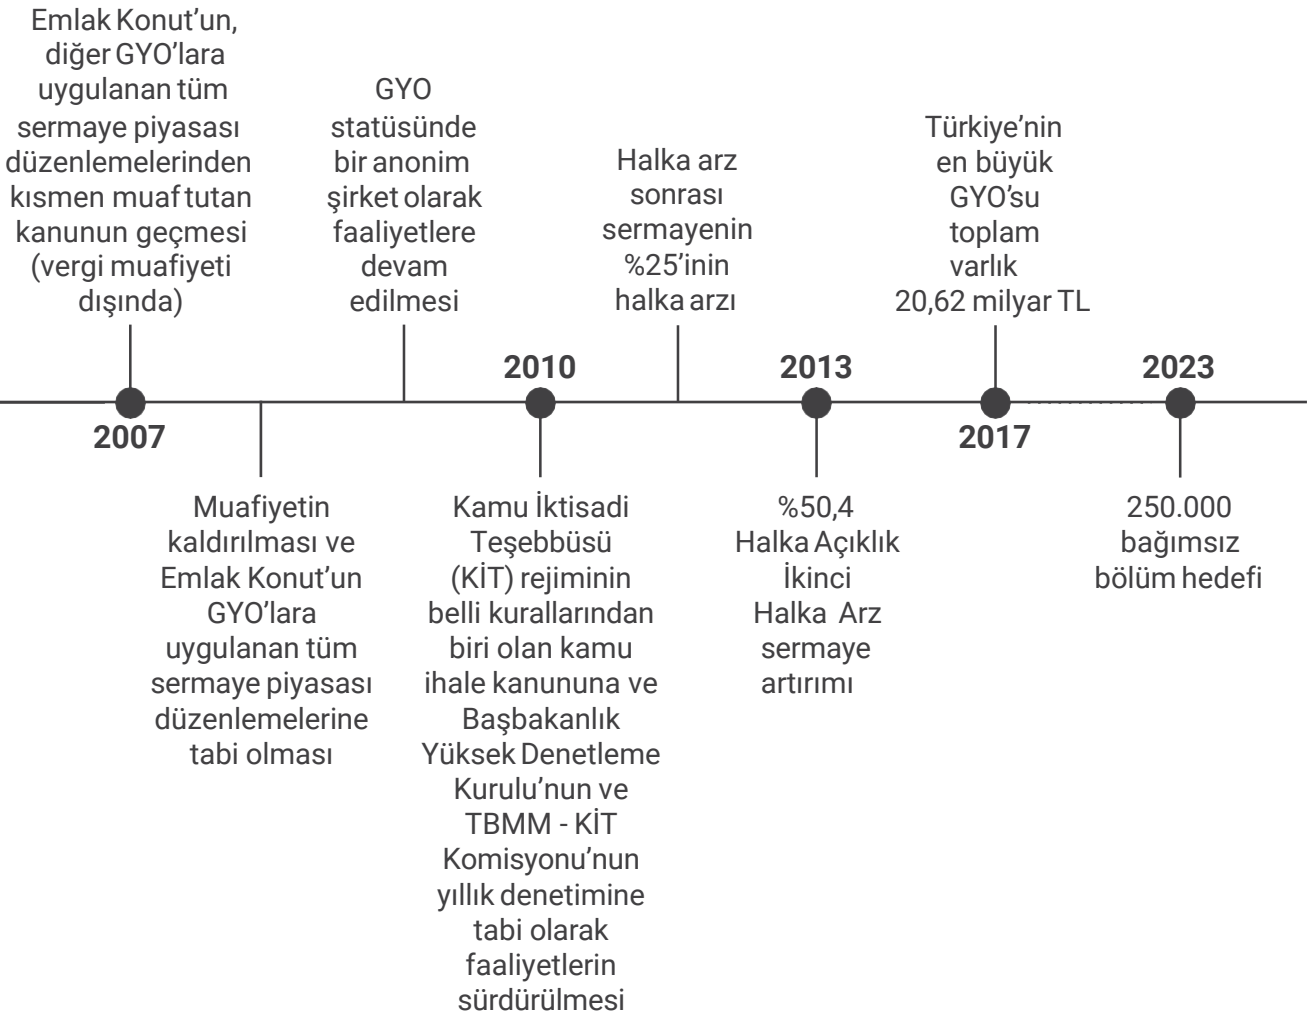 Emlak Konut’un,
diğer GYO’lara
uygulanan tüm
sermaye piyasası
düzenlemelerinden
kısmen muaf tutan
kanunun geçmesi
(vergi muafiyeti
dışında)
2007
Muafiyetin
kaldırılması ve
Emlak Konut’un
GYO’lara
uygulanan tüm
sermaye piyasası
düzenlemelerine
tabi olması
GYO
statüsünde
bir anonim
şirket olarak
faaliyetlere
devam
edilmesi
2010
Kamu İktisadi
Teşebbüsü
(KİT) rejiminin
belli kurallarından
biri olan kamu
ihale kanununa ve
Başbakanlık
Yüksek Denetleme
Kurulu’nun ve
TBMM - KİT
Komisyonu’nun
yıllık denetimine
tabi olarak
faaliyetlerin
sürdürülmesi
Halka arz
sonrası
sermayenin
%25’inin
halka arzı
2013
%50,4
Halka Açıklık
İkinci
Halka Arz
sermaye
artırımı
Türkiye’nin
en büyük
GYO’su
toplam
varlık
20,62 milyar TL
2017
2023
250.000
bağımsız
bölüm hedefi